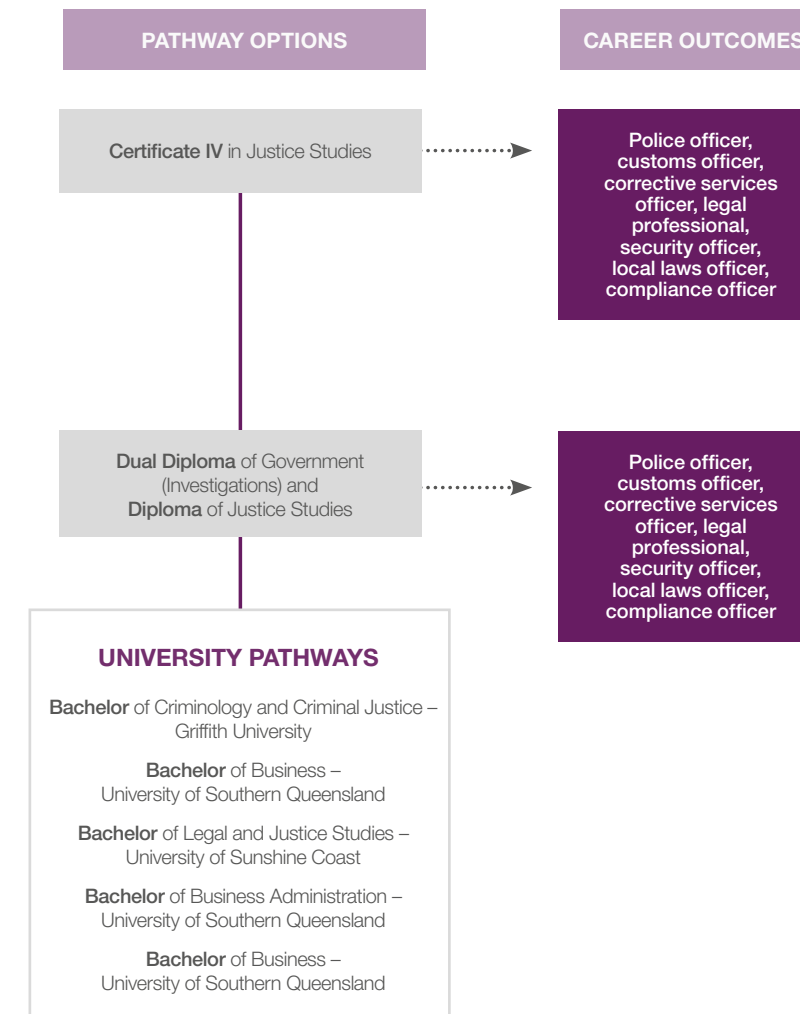 PATHWAY OPTIONS
CAREER OUTCOMES
Certificate IV in Justice Studies
Police officer,
customs officer,
corrective services
officer, legal
professional,
security officer,
local laws officer,
compliance officer
Dual Diploma of Government
(Investigations) and
Diploma of Justice Studies
Police officer,
customs officer,
corrective services
officer, legal
professional,
security officer,
local laws officer,
compliance officer
UNIVERSITY PATHWAYS
Bachelor of Criminology and Criminal Justice –
Griffith University
Bachelor of Business –
University of Southern Queensland
Bachelor of Legal and Justice Studies –
University of Sunshine Coast
Bachelor of Business Administration –
University of Southern Queensland
Bachelor of Business –
University of Southern Queensland